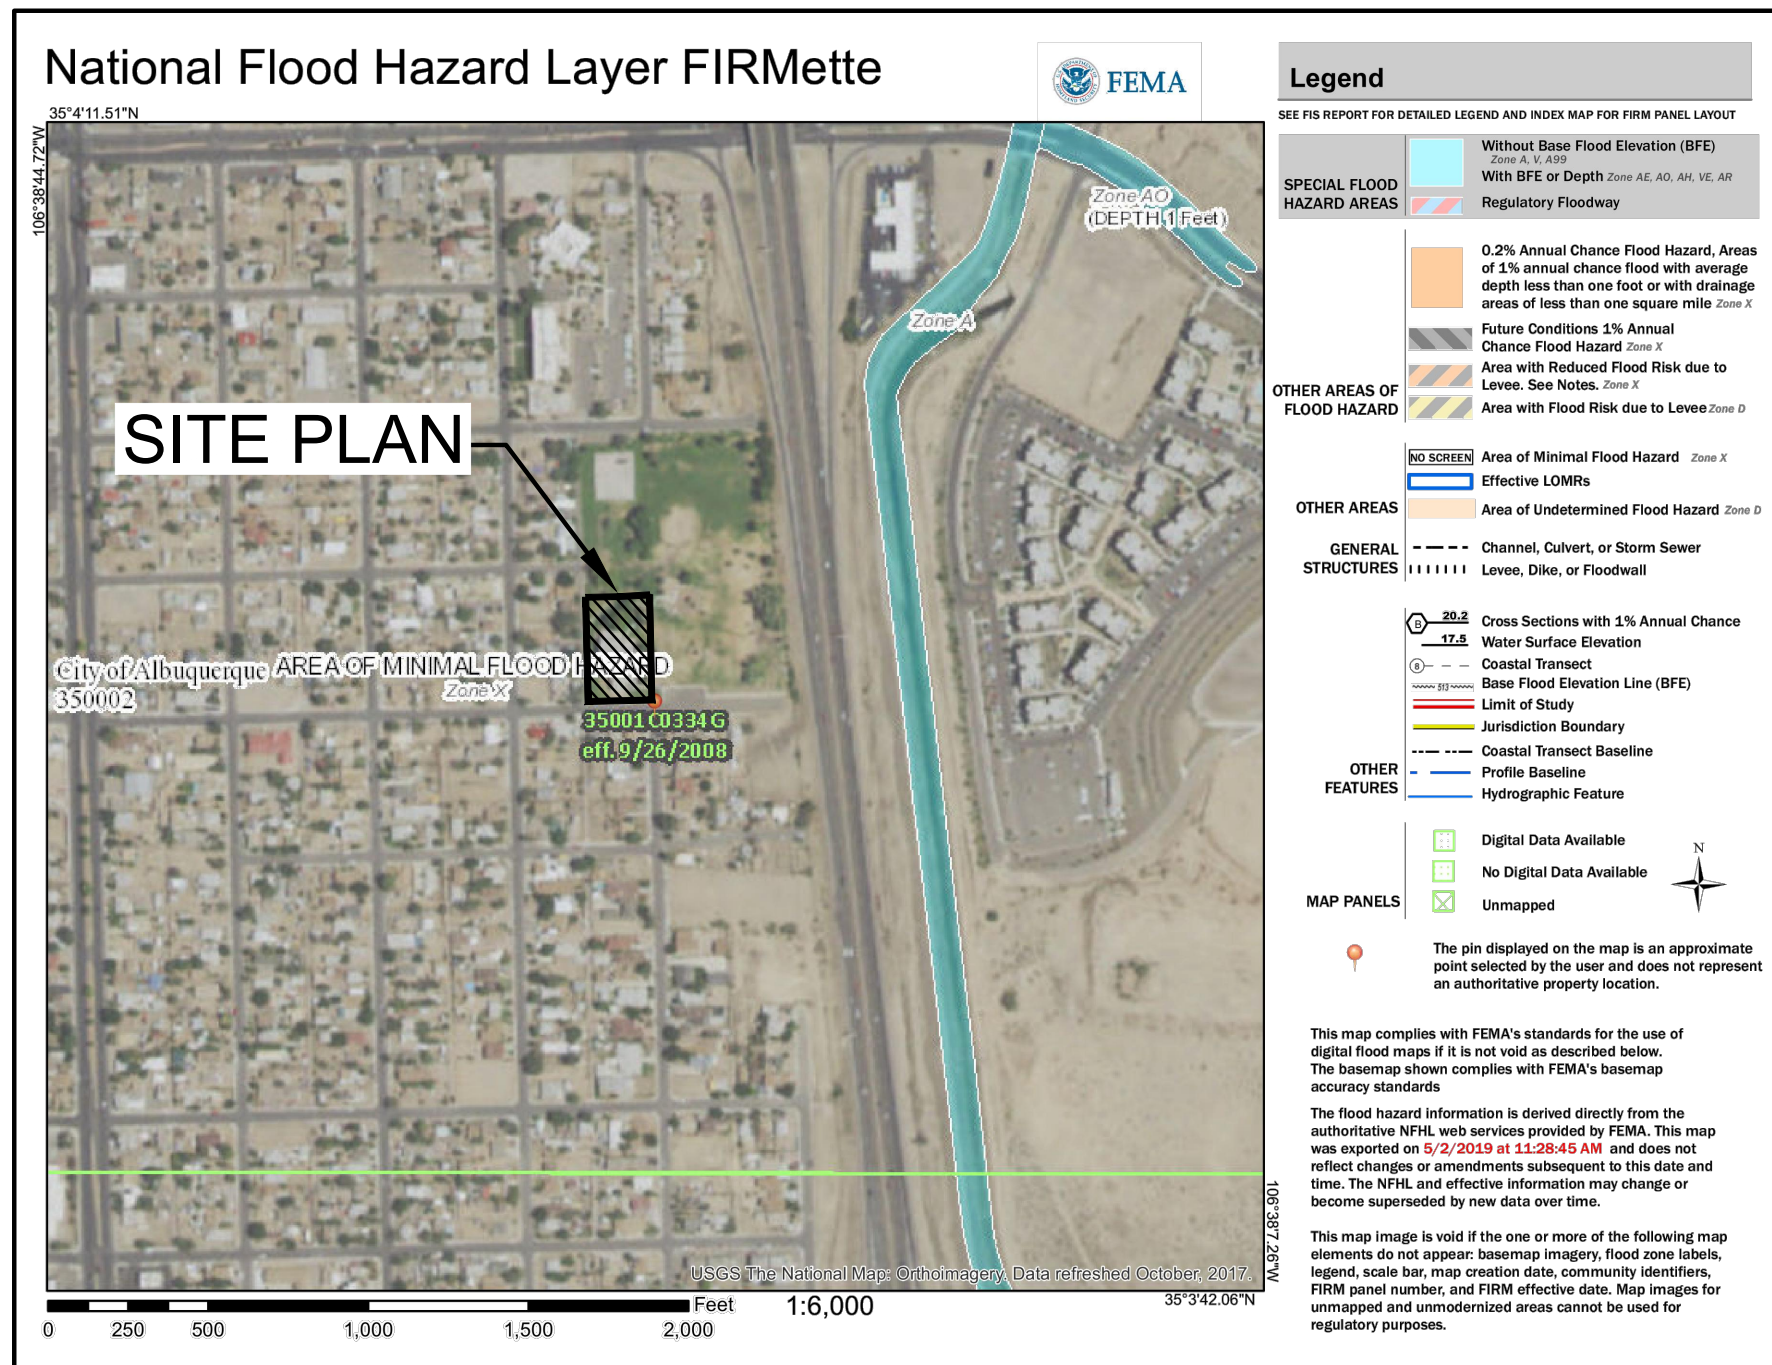 National Flood Hazard Layer FIRMette
FEMA
35°4'11.51"N
106°38'44.72"W
Zone AO
(DEPTH 1 Feet)
Zone A
SITE PLAN
City of Albuquerque
350002
AREA OF MINIMAL FLOOD HAZARD
Zone X
35001C0334G
eff. 9/26/2008
USGS The National Map: Orthoimagery. Data refreshed October, 2017.
106°38'7.26"W
35°3'42.06"N
0 250 500 1,000 1,500 2,000
Feet
1:6,000
Legend
SEE FIS REPORT FOR DETAILED LEGEND AND INDEX MAP FOR FIRM PANEL LAYOUT
SPECIAL FLOOD
HAZARD AREAS
Without Base Flood Elevation (BFE)
Zone A, V, A99
With BFE or Depth Zone AE, AO, AH, VE, AR
Regulatory Floodway
OTHER AREAS OF
FLOOD HAZARD
0.2% Annual Chance Flood Hazard, Areas
of 1% annual chance flood with average
depth less than one foot or with drainage
areas of less than one square mile Zone X
Future Conditions 1% Annual
Chance Flood Hazard Zone X
Area with Reduced Flood Risk due to
Levee. See Notes. Zone X
Area with Flood Risk due to Levee Zone D
OTHER AREAS
NO SCREEN Area of Minimal Flood Hazard Zone X
Effective LOMRs
Area of Undetermined Flood Hazard Zone D
GENERAL
STRUCTURES
Channel, Culvert, or Storm Sewer
Levee, Dike, or Floodwall
OTHER
FEATURES
B 20.2 Cross Sections with 1% Annual Chance
17.5 Water Surface Elevation
8 Coastal Transect
513 Base Flood Elevation Line (BFE)
Limit of Study
Jurisdiction Boundary
Coastal Transect Baseline
Profile Baseline
Hydrographic Feature
MAP PANELS
Digital Data Available
No Digital Data Available
Unmapped
N
The pin displayed on the map is an approximate
point selected by the user and does not represent
an authoritative property location.
This map complies with FEMA's standards for the use of
digital flood maps if it is not void as described below.
The basemap shown complies with FEMA's basemap
accuracy standards
The flood hazard information is derived directly from the
authoritative NFHL web services provided by FEMA. This map
was exported on 5/2/2019 at 11:28:45 AM and does not
reflect changes or amendments subsequent to this date and
time. The NFHL and effective information may change or
become superseded by new data over time.
This map image is void if the one or more of the following map
elements do not appear: basemap imagery, flood zone labels,
legend, scale bar, map creation date, community identifiers,
FIRM panel number, and FIRM effective date. Map images for
unmapped and unmodernized areas cannot be used for
regulatory purposes.